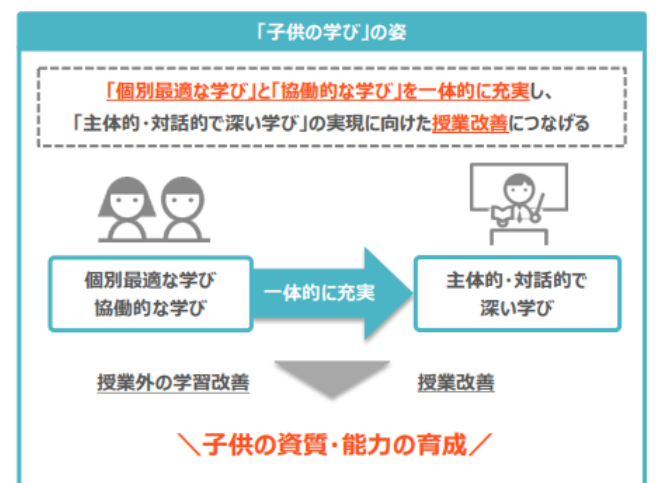 「子供の学び」の姿
「個別最適な学び」と「協働的な学び」を一体的に充実し、
「主体的・対話的で深い学び」の実現に向けた授業改善につなげる
個別最適な学び
協働的な学び
一体的に充実
主体的・対話的で
深い学び
授業外の学習改善
授業改善
＼子供の資質・能力の育成／